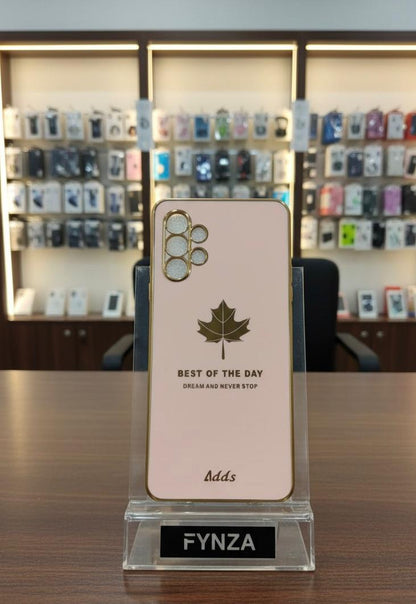 BEST OF THE DAY
DREAM AND NEVER STOP
Adds
FYNZA